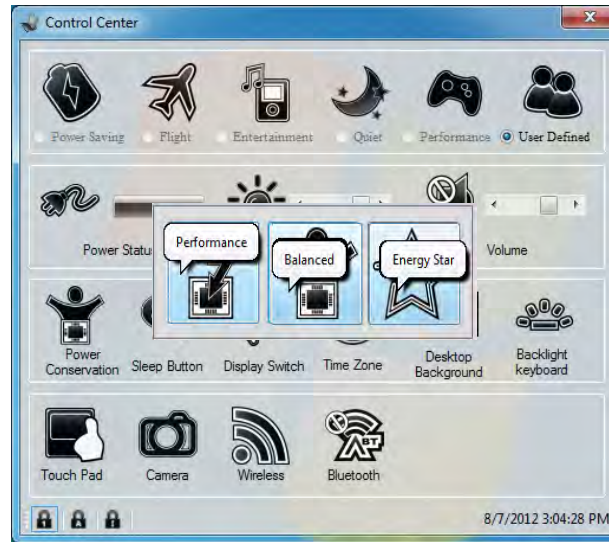 Control Center
Power Saving
Flight
Entertainment
Quiet
Performance
User Defined
Power Statu
Volume
Performance
Balanced
Energy Star
Power
Conservation
Sleep Button
Display Switch
Time Zone
Desktop
Background
Backlight
keyboard
Touch Pad
Camera
Wireless
BT
Bluetooth
8/7/2012 3:04:28 PM